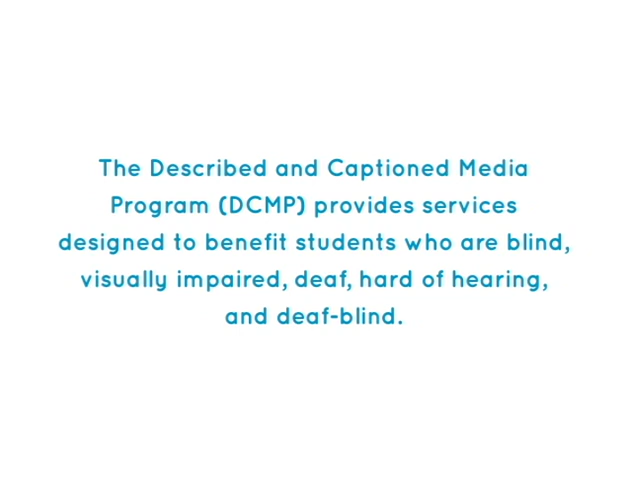 The Described and Captioned Media
Program (DCMP) provides services
designed to benefit students who are blind,
visually impaired, deaf, hard of hearing,
and deaf-blind.